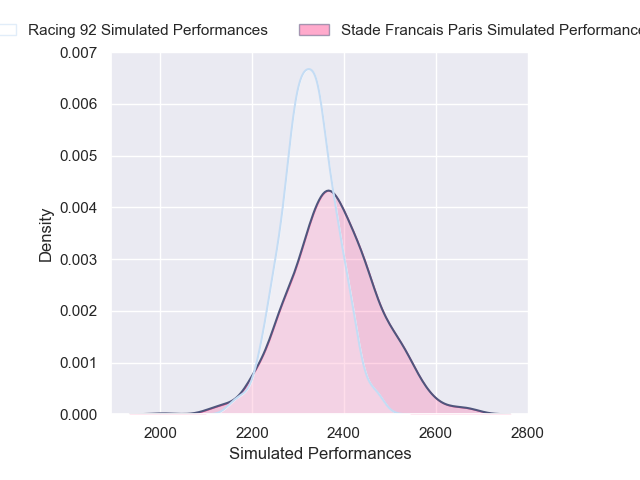 Racing 92 Simulated Performances
Stade Francais Paris Simulated Performance
0.007
0.006
0.005
0.004
0.003
0.002
0.001
0.000
Density
2000 2200 2400 2600 2800
Simulated Performances